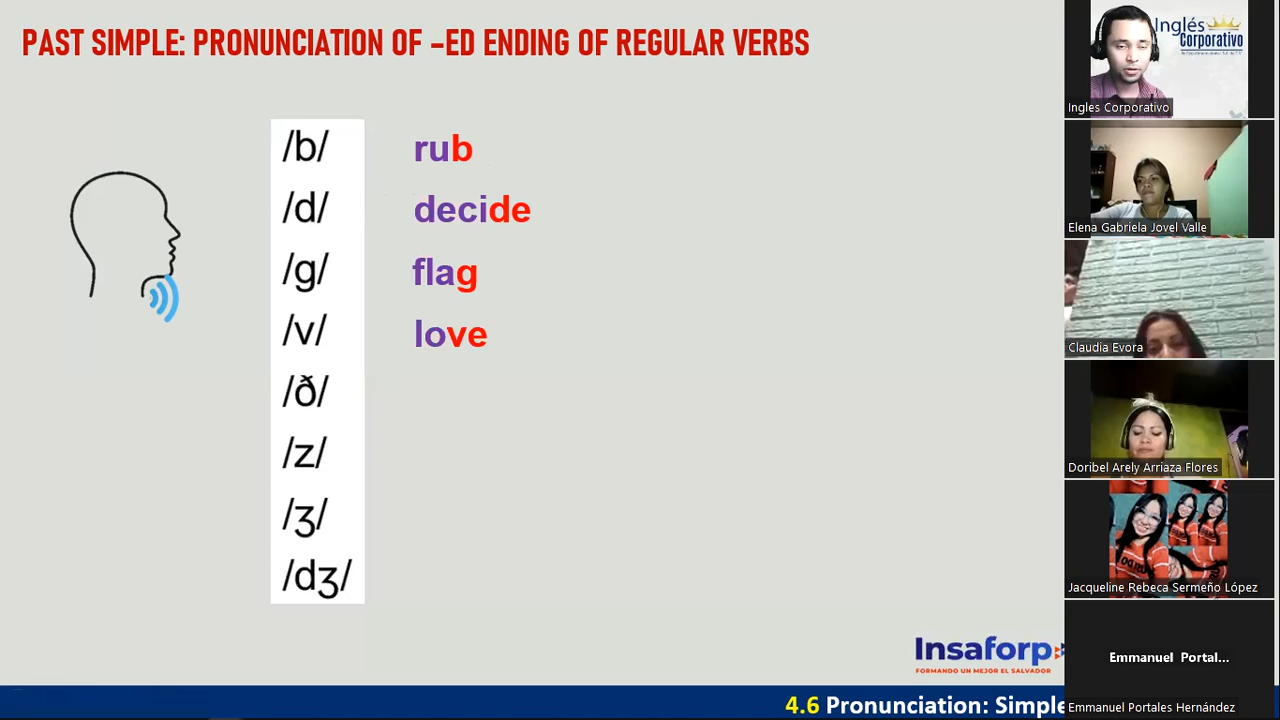 PAST SIMPLE: PRONUNCIATION OF -ED ENDING OF REGULAR VERBS
/b/ rub
/d/ decide
/g/ flag
/v/ love
/ð/
/z/
/ʒ/
/dʒ/
Insaforp
FORMANDO UN MEJOR EL SALVADOR
4.6 Pronunciation: Simple
Inglés
Corporativo
Ingles Corporativo
Elena Gabriela Jovel Valle
Claudia Evora
Doribel Arely Arriaza Flores
Jacqueline Rebeca Sermeño López
Emmanuel Portal...
Emmanuel Portales Hernández